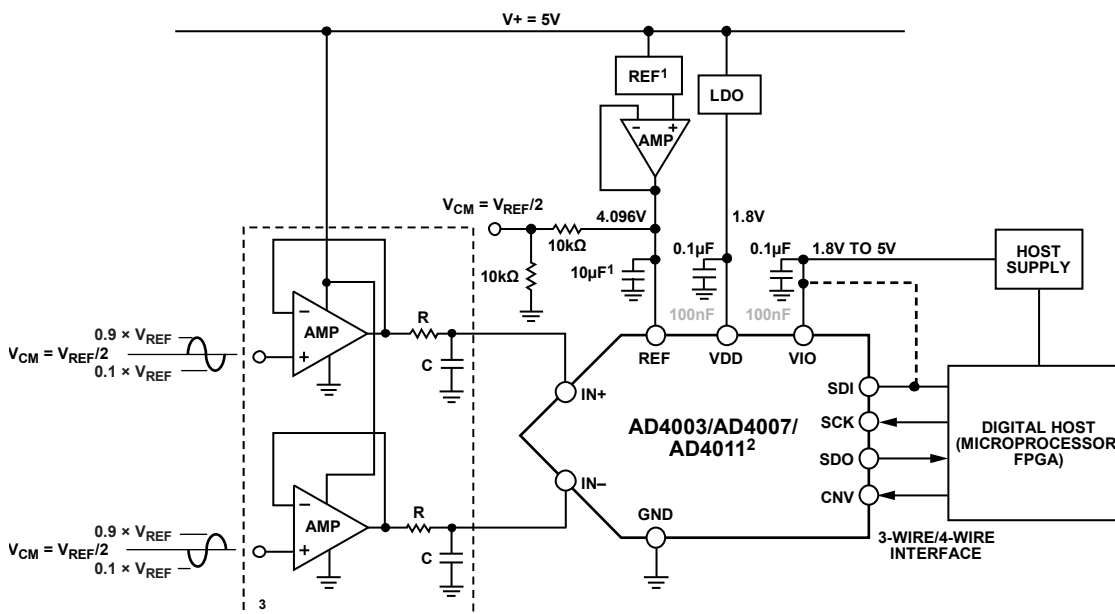 V+ = 5V
REF¹
LDO
− +
AMP
V_CM = V_REF/2
4.096V
1.8V
10kΩ
10kΩ
10µF¹
0.1µF
0.1µF
1.8V TO 5V
HOST
SUPPLY
100nF
100nF
REF
VDD
VIO
0.9 × V_REF
V_CM = V_REF/2
0.1 × V_REF
−
AMP
+
R
C
IN+
AD4003/AD4007/
AD4011²
SDI
SCK
SDO
CNV
DIGITAL HOST
(MICROPROCESSOR
FPGA)
IN−
GND
3-WIRE/4-WIRE
INTERFACE
0.9 × V_REF
V_CM = V_REF/2
0.1 × V_REF
−
AMP
+
R
C
3